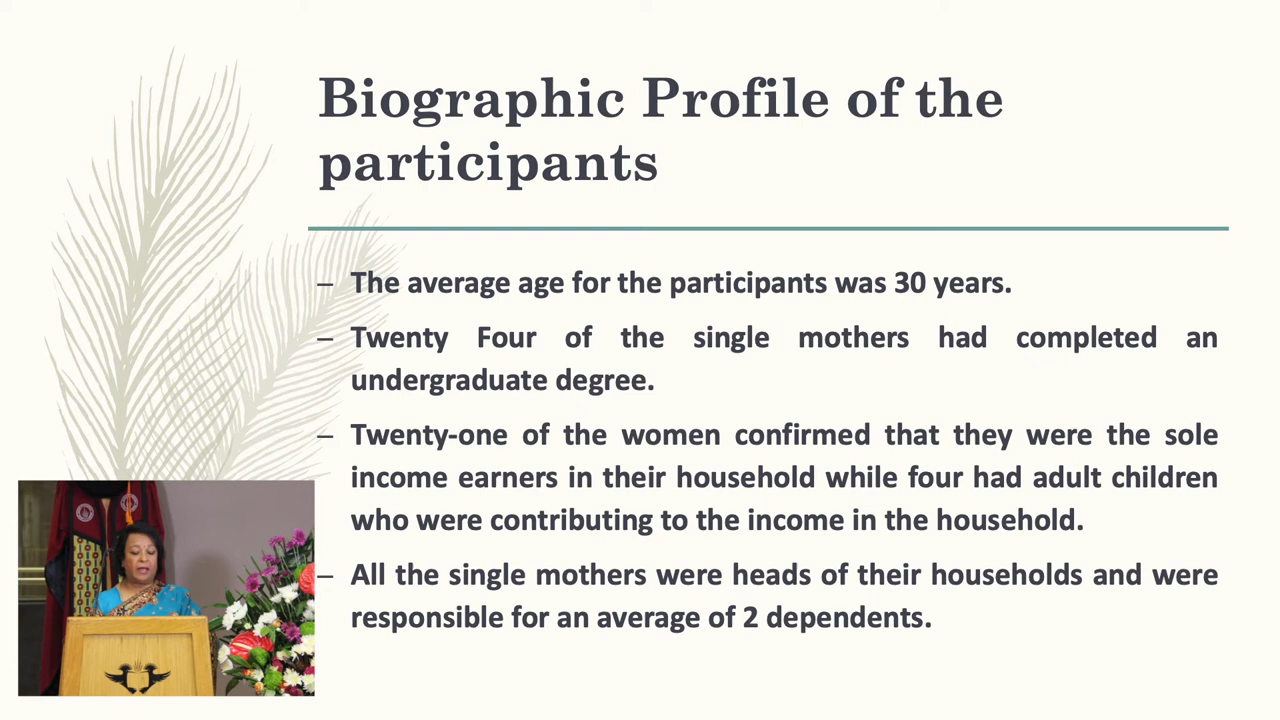 Biographic Profile of the
participants
– The average age for the participants was 30 years.
– Twenty Four of the single mothers had completed an
undergraduate degree.
– Twenty-one of the women confirmed that they were the sole
income earners in their household while four had adult children
who were contributing to the income in the household.
– All the single mothers were heads of their households and were
responsible for an average of 2 dependents.